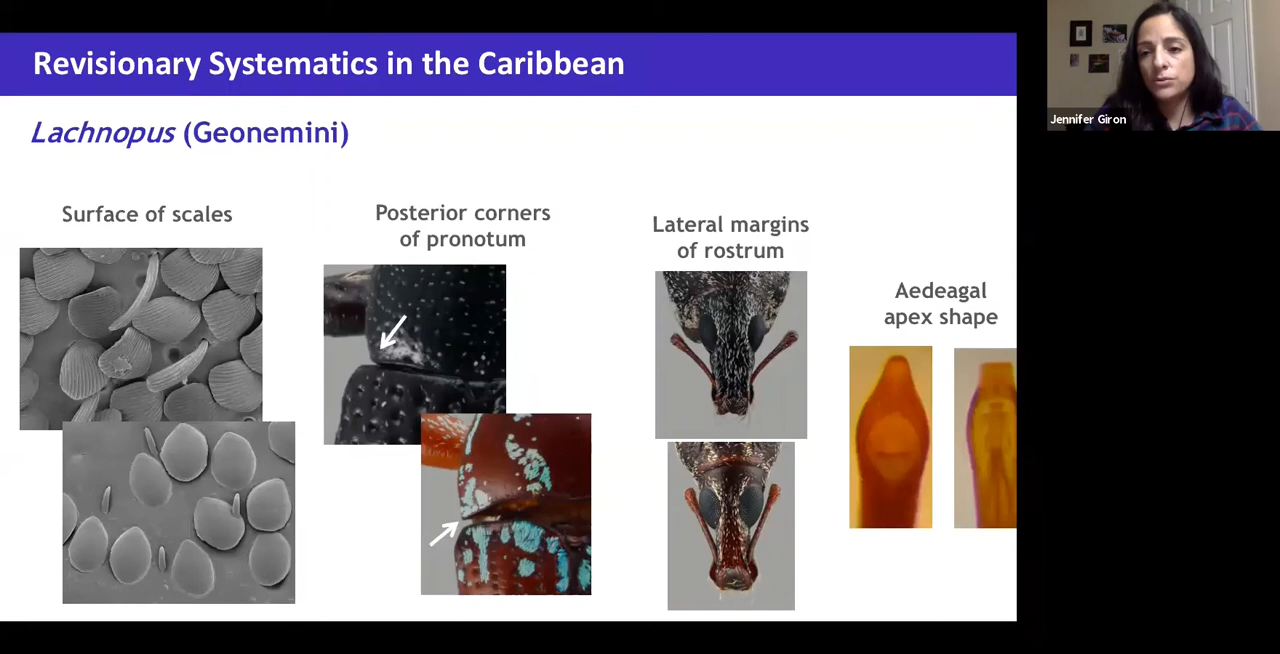 Revisionary Systematics in the Caribbean
Lachnopus (Geonemini)
Surface of scales
Posterior corners
of pronotum
Lateral margins
of rostrum
Aedeagal
apex shape
Jennifer Giron